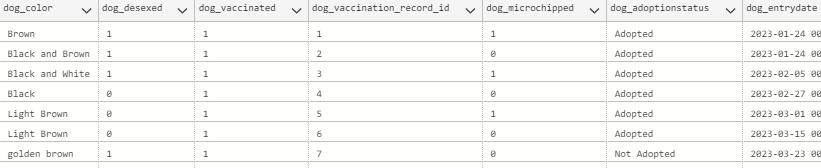 dog_color dog_desexed dog_vaccinated dog_vaccination_record_id dog_microchipped dog_adoptionstatus dog_entrydate
Brown 1 1 1 1 Adopted 2023-01-24 00
Black and Brown 1 1 2 0 Adopted 2023-01-24 00
Black and White 1 1 3 1 Adopted 2023-02-05 00
Black 0 1 4 0 Adopted 2023-02-27 00
Light Brown 0 1 5 1 Adopted 2023-03-01 00
Light Brown 0 1 6 0 Adopted 2023-03-15 00
golden brown 1 1 7 0 Not Adopted 2023-03-23 00